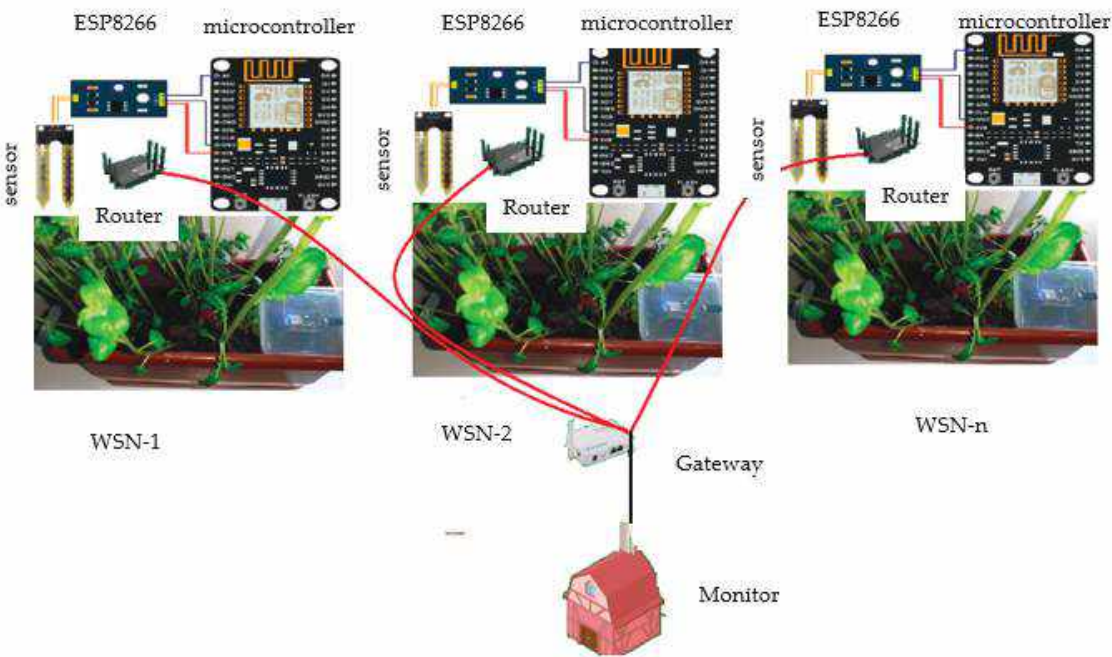 ESP8266
microcontroller
ESP8266
microcontroller
ESP8266
microcontroller
sensor
Router
sensor
Router
sensor
Router
WSN-1
WSN-2
WSN-n
Gateway
Monitor